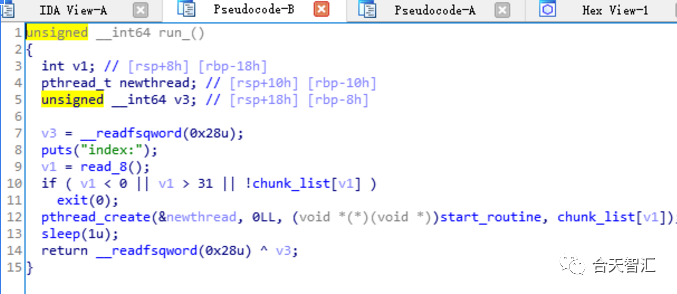 IDA View-A Pseudocode-B Pseudocode-A Hex View-1
1 unsigned __int64 run_()
2 {
3 int v1; // [rsp+8h] [rbp-18h]
4 pthread_t newthread; // [rsp+10h] [rbp-10h]
5 unsigned __int64 v3; // [rsp+18h] [rbp-8h]
6
7 v3 = __readfsqword(0x28u);
8 puts("index:");
9 v1 = read_8();
10 if ( v1 < 0 || v1 > 31 || !chunk_list[v1] )
11 exit(0);
12 pthread_create(&newthread, 0LL, (void *(*)(void *))start_routine, chunk_list[v1]);
13 sleep(1u);
14 return __readfsqword(0x28u) ^ v3;
15 }
台天智汇